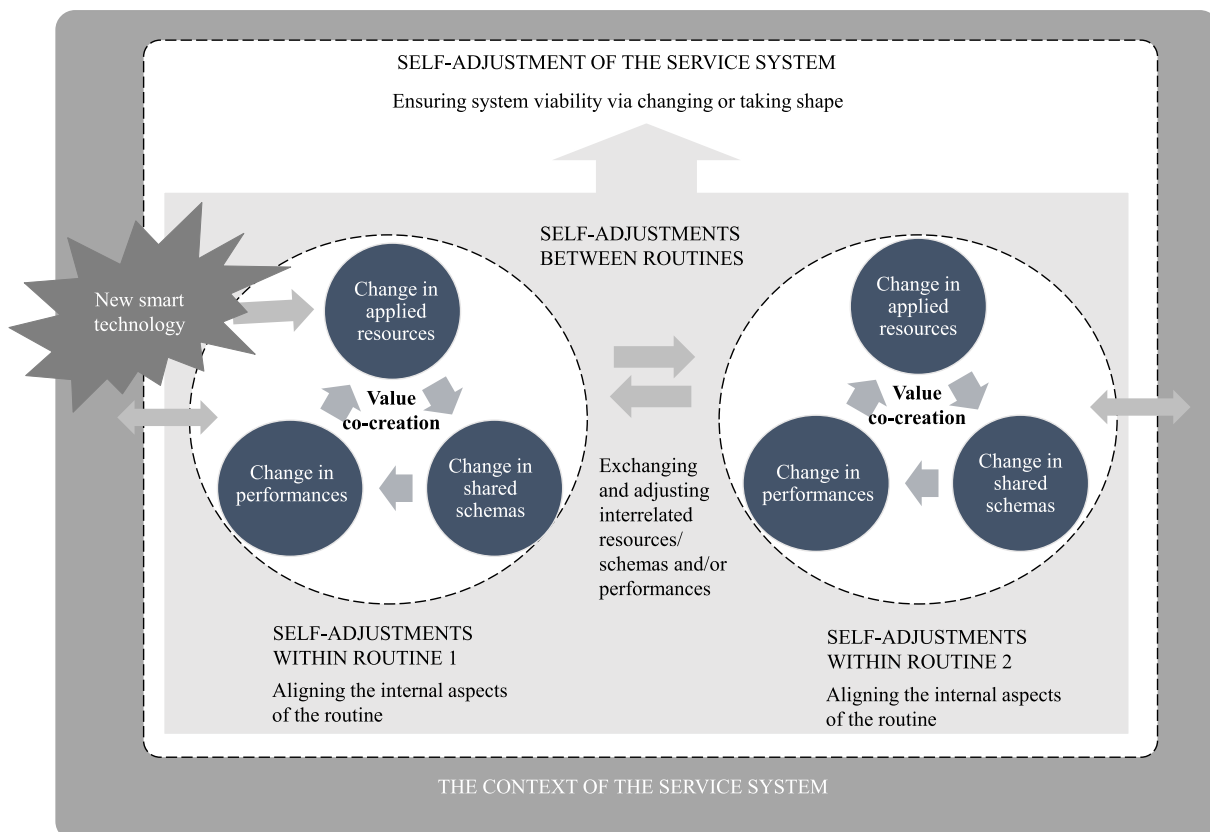 SELF-ADJUSTMENT OF THE SERVICE SYSTEM
Ensuring system viability via changing or taking shape
SELF-ADJUSTMENTS
BETWEEN ROUTINES
New smart
technology
Change in
applied
resources
Value
co-creation
Change in
performances
Change in
shared
schemas
Exchanging
and adjusting
interrelated
resources/
schemas and/or
performances
Change in
applied
resources
Value
co-creation
Change in
performances
Change in
shared
schemas
SELF-ADJUSTMENTS
WITHIN ROUTINE 1
Aligning the internal aspects
of the routine
SELF-ADJUSTMENTS
WITHIN ROUTINE 2
Aligning the internal aspects
of the routine
THE CONTEXT OF THE SERVICE SYSTEM